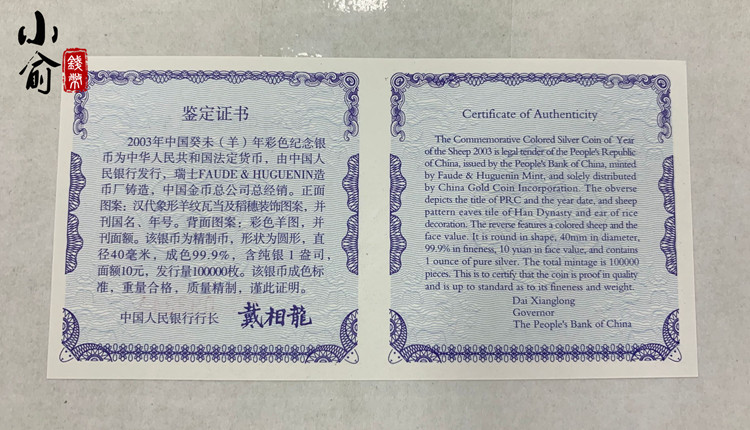 小俞
錢幣
鉴定证书
2003年中国癸未(羊)年彩色纪念银
币为中华人民共和国法定货币，由中国人
民银行发行，瑞士FAUDE & HUGUENIN造
币厂铸造，中国金币总公司总经销。正面
图案：汉代象形羊纹瓦当及稻穗装饰图案，并
刊国名、年号。背面图案：彩色羊图，并
刊面额。该银币为精制币，形状为圆形，直
径40毫米，成色99.9%，含纯银1盎司，
面额10元，发行量100000枚。该银币成色标
准，重量合格，质量精制，谨此证明。
中国人民银行行长 戴相龍
Certificate of Authenticity
The Commemorative Colored Silver Coin of Year
of the Sheep 2003 is legal tender of the People's Republic
of China, issued by the People's Bank of China, minted
by Faude & Huguenin Mint, and solely distributed
by China Gold Coin Incorporation. The obverse
depicts the title of PRC and the year date, and sheep
pattern eaves tile of Han Dynasty and ear of rice
decoration. The reverse features a colored sheep and the
face value. It is round in shape, 40mm in diameter,
99.9% in fineness, 10 yuan in face value, and contains
1 ounce of pure silver. The total mintage is 100000
pieces. This is to certify that the coin is proof in quality
and is up to standard as to its fineness and weight.
Dai Xianglong
Governor
The People's Bank of China